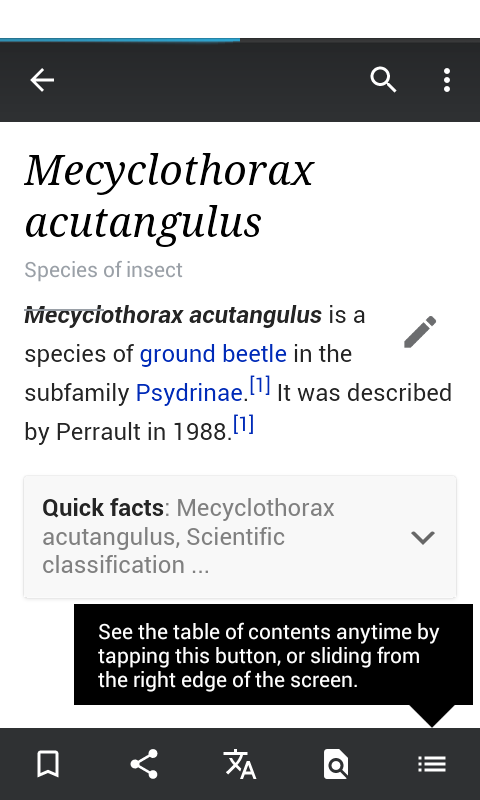 Mecyclothorax
acutangulus
Species of insect
Mecyclothorax acutangulus is a
species of ground beetle in the
subfamily Psydrinae.[1] It was described
by Perrault in 1988.[1]
Quick facts: Mecyclothorax
acutangulus, Scientific
classification ...
See the table of contents anytime by
tapping this button, or sliding from
the right edge of the screen.